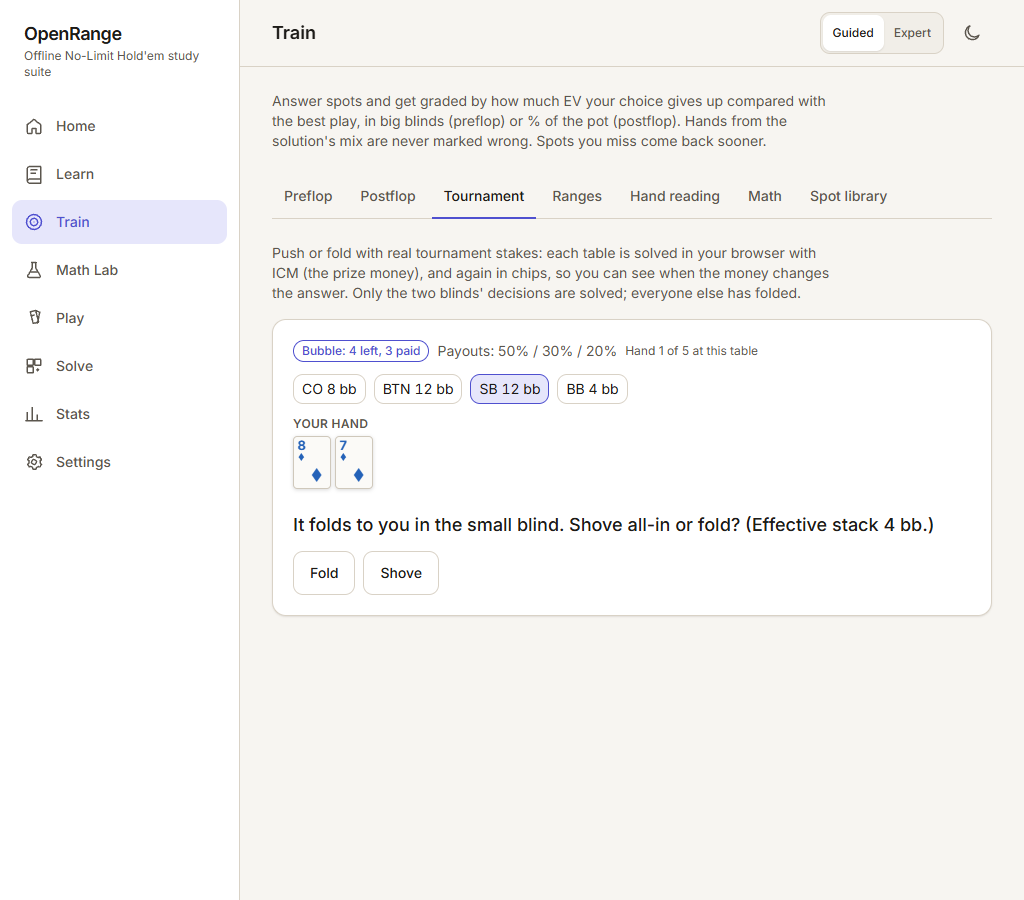 OpenRange
Offline No-Limit Hold'em study
suite
Home
Learn
Train
Math Lab
Play
Solve
Stats
Settings
Train
Guided
Expert
Answer spots and get graded by how much EV your choice gives up compared with
the best play, in big blinds (preflop) or % of the pot (postflop). Hands from the
solution's mix are never marked wrong. Spots you miss come back sooner.
Preflop
Postflop
Tournament
Ranges
Hand reading
Math
Spot library
Push or fold with real tournament stakes: each table is solved in your browser with
ICM (the prize money), and again in chips, so you can see when the money changes
the answer. Only the two blinds' decisions are solved; everyone else has folded.
Bubble: 4 left, 3 paid
Payouts: 50% / 30% / 20%
Hand 1 of 5 at this table
CO 8 bb
BTN 12 bb
SB 12 bb
BB 4 bb
YOUR HAND
8
7
It folds to you in the small blind. Shove all-in or fold? (Effective stack 4 bb.)
Fold
Shove